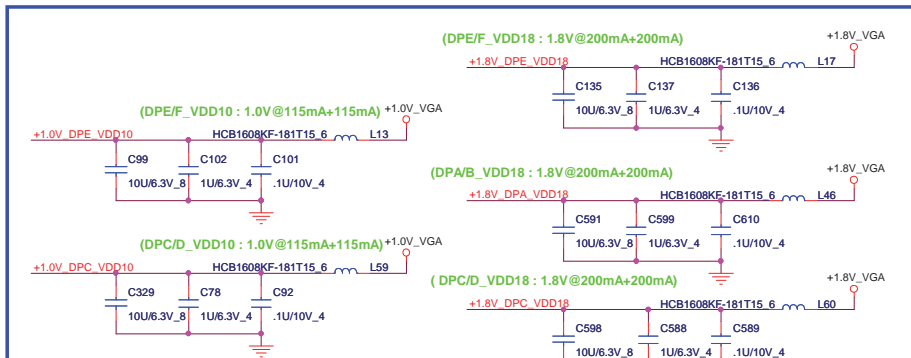 (DPE/F_VDD18 : 1.8V@200mA+200mA)
+1.8V_VGA
+1.8V_DPE_VDD18
HCB1608KF-181T15_6
L17
C135
C137
C136
10U/6.3V_8
1U/6.3V_4
.1U/10V_4
(DPE/F_VDD10 : 1.0V@115mA+115mA)
+1.0V_VGA
+1.0V_DPE_VDD10
HCB1608KF-181T15_6
L13
C99
C102
C101
10U/6.3V_8
1U/6.3V_4
.1U/10V_4
(DPA/B_VDD18 : 1.8V@200mA+200mA)
+1.8V_VGA
+1.8V_DPA_VDD18
HCB1608KF-181T15_6
L46
C591
C599
C610
10U/6.3V_8
1U/6.3V_4
.1U/10V_4
(DPC/D_VDD10 : 1.0V@115mA+115mA)
+1.0V_VGA
+1.0V_DPC_VDD10
HCB1608KF-181T15_6
L59
C329
C78
C92
10U/6.3V_8
1U/6.3V_4
.1U/10V_4
( DPC/D_VDD18 : 1.8V@200mA+200mA)
+1.8V_VGA
+1.8V_DPC_VDD18
HCB1608KF-181T15_6
L60
C598
C588
C589
10U/6.3V_8
1U/6.3V_4
.1U/10V_4